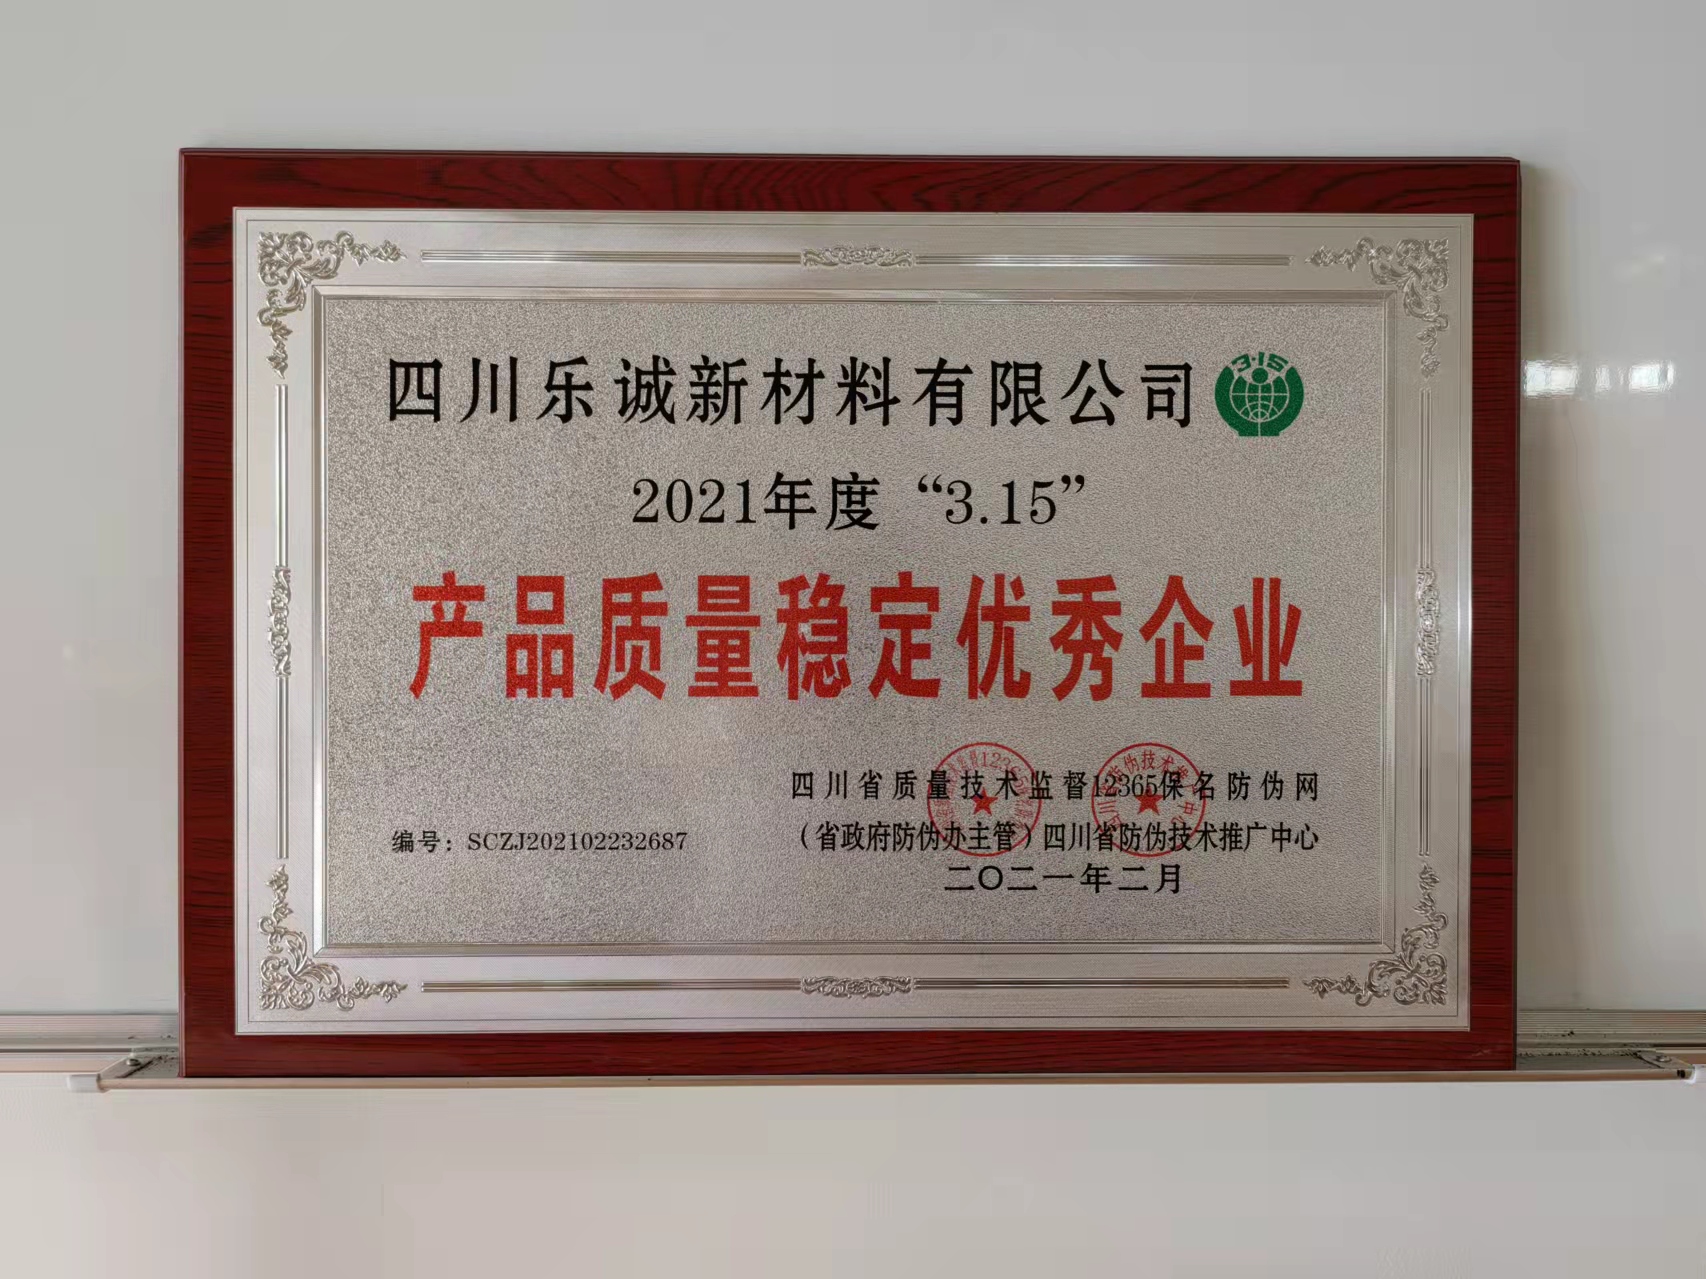 四川乐诚新材料有限公司
3·15
2021年度“3.15”
产品质量稳定优秀企业
四川省质量技术监督12365保名防伪网
编号：SCZJ202102232687
（省政府防伪办主管）四川省防伪技术推广中心
二〇二一年二月